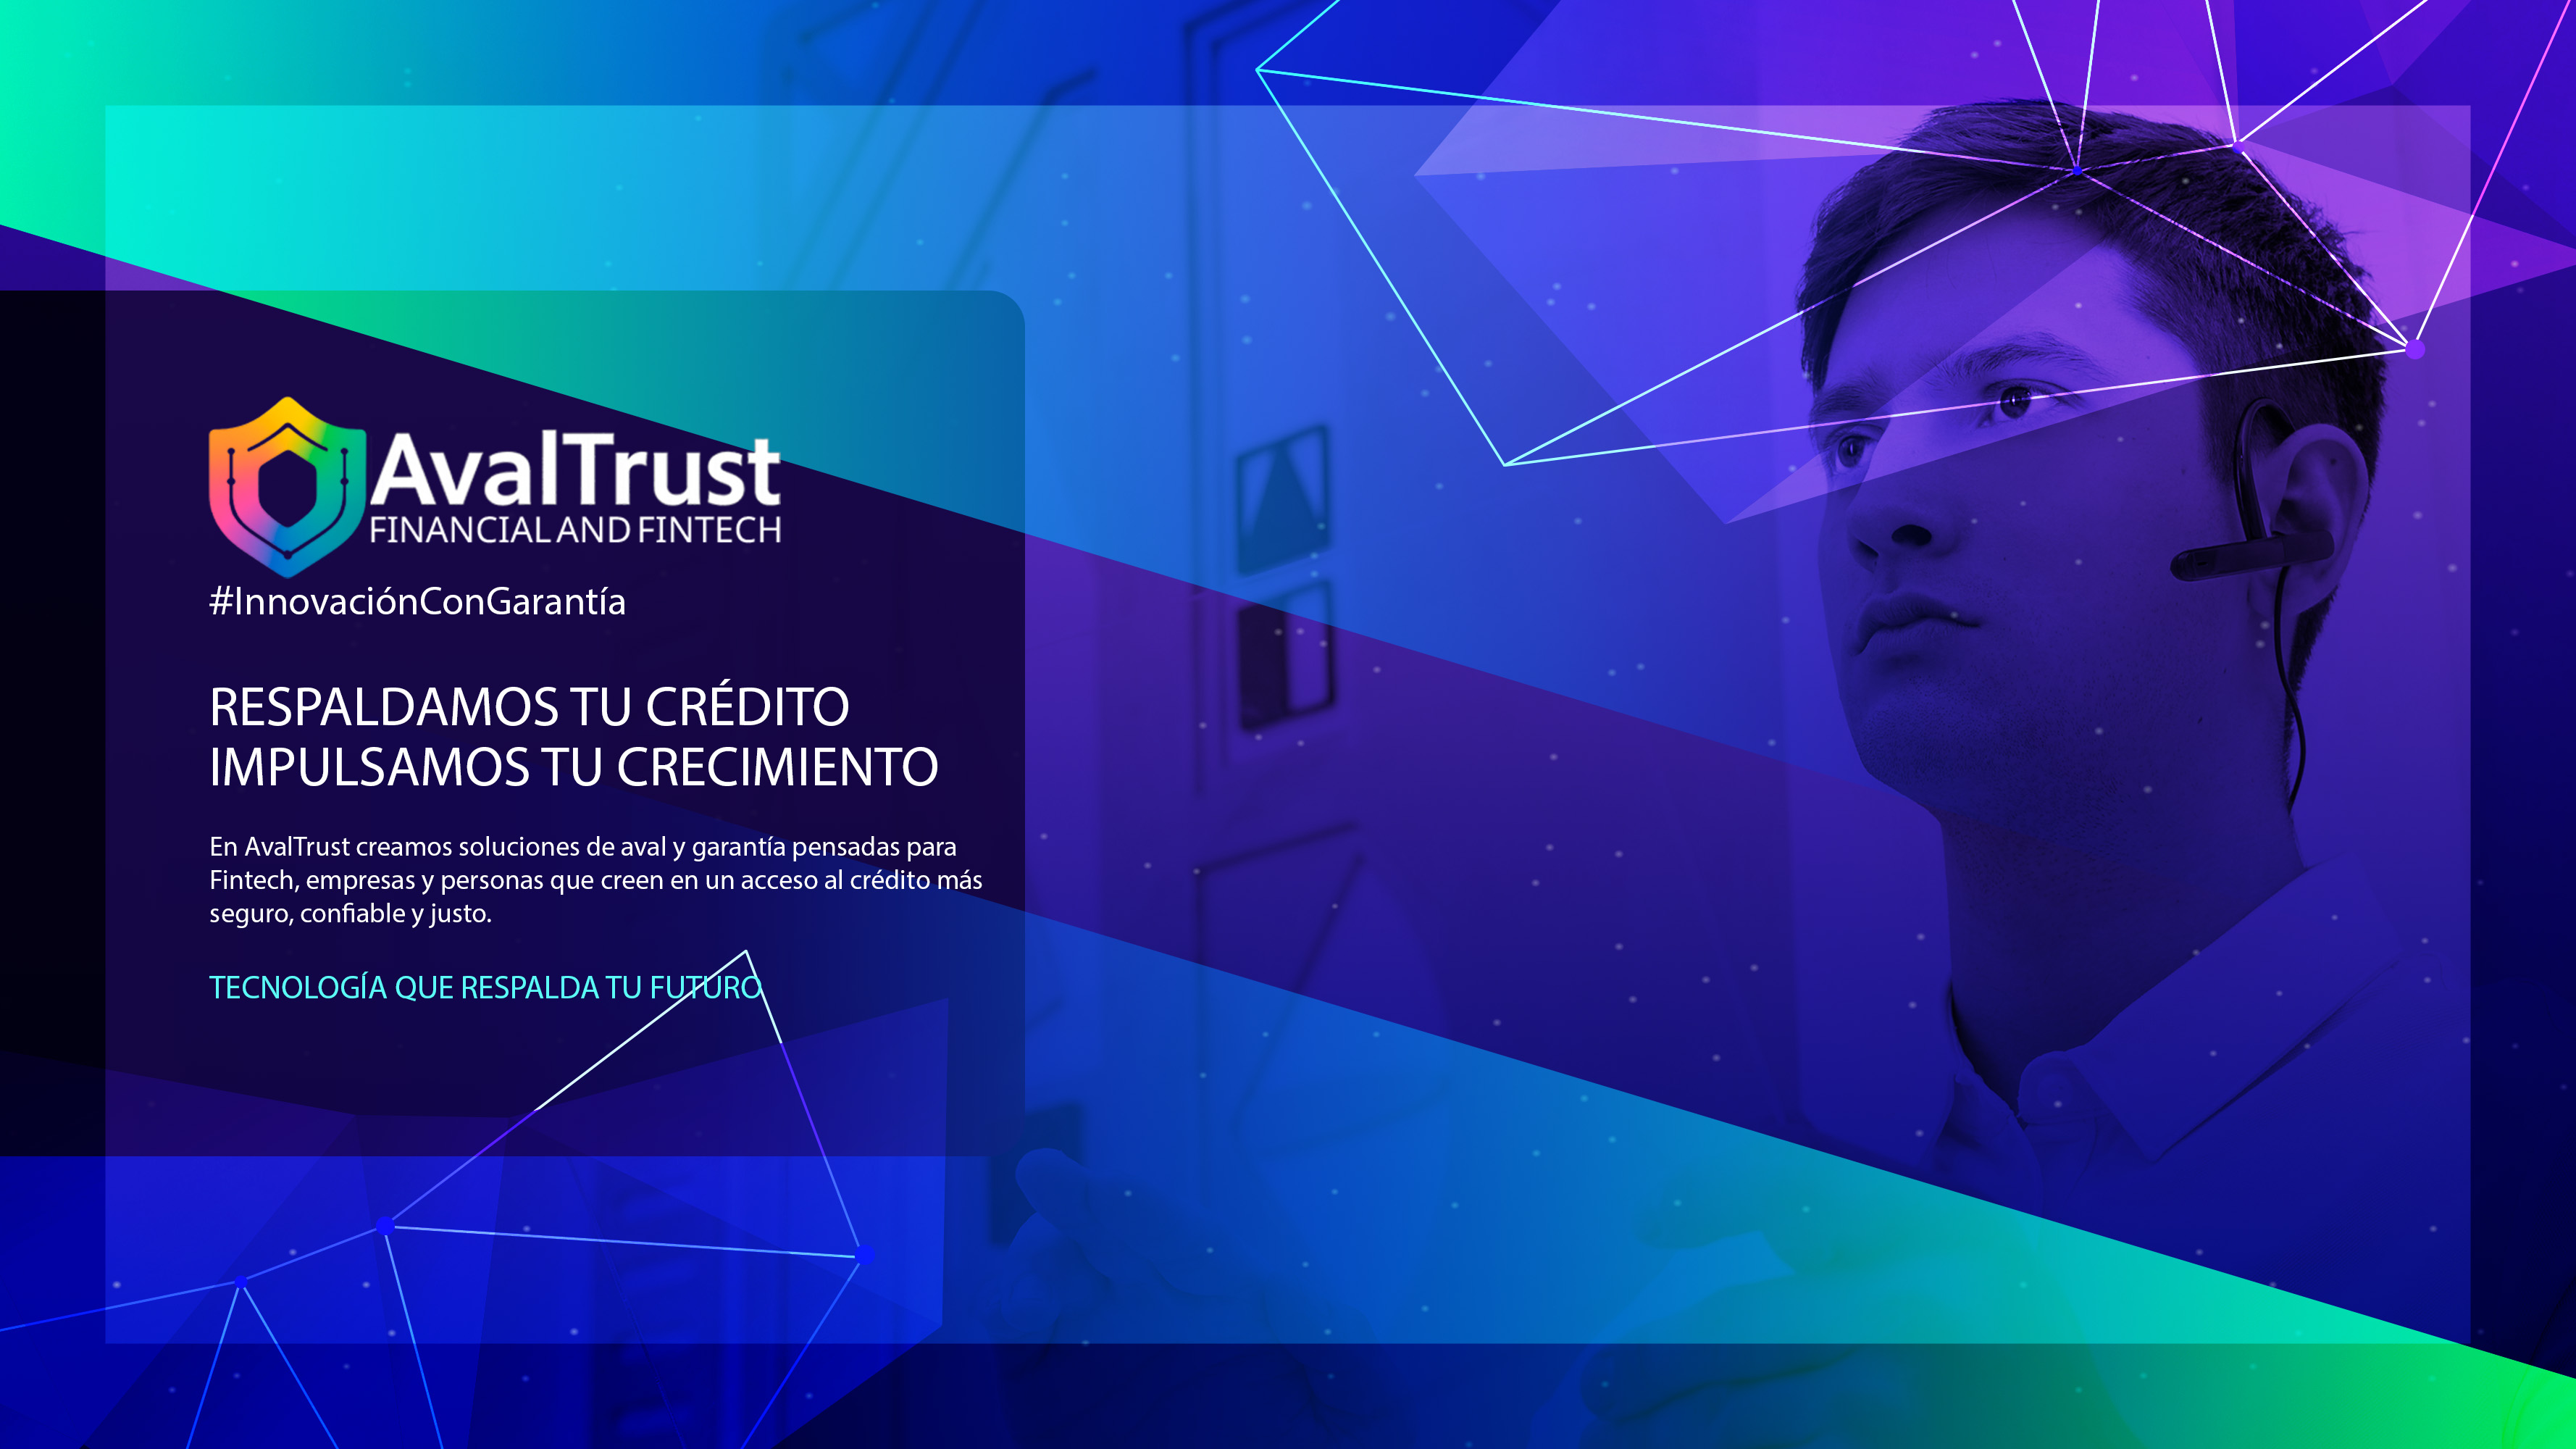 AvalTrust
FINANCIAL AND FINTECH
#InnovaciónConGarantía
RESPALDAMOS TU CRÉDITO
IMPULSAMOS TU CRECIMIENTO
En AvalTrust creamos soluciones de aval y garantía pensadas para
Fintech, empresas y personas que creen en un acceso al crédito más
seguro, confiable y justo.
TECNOLOGÍA QUE RESPALDA TU FUTURO